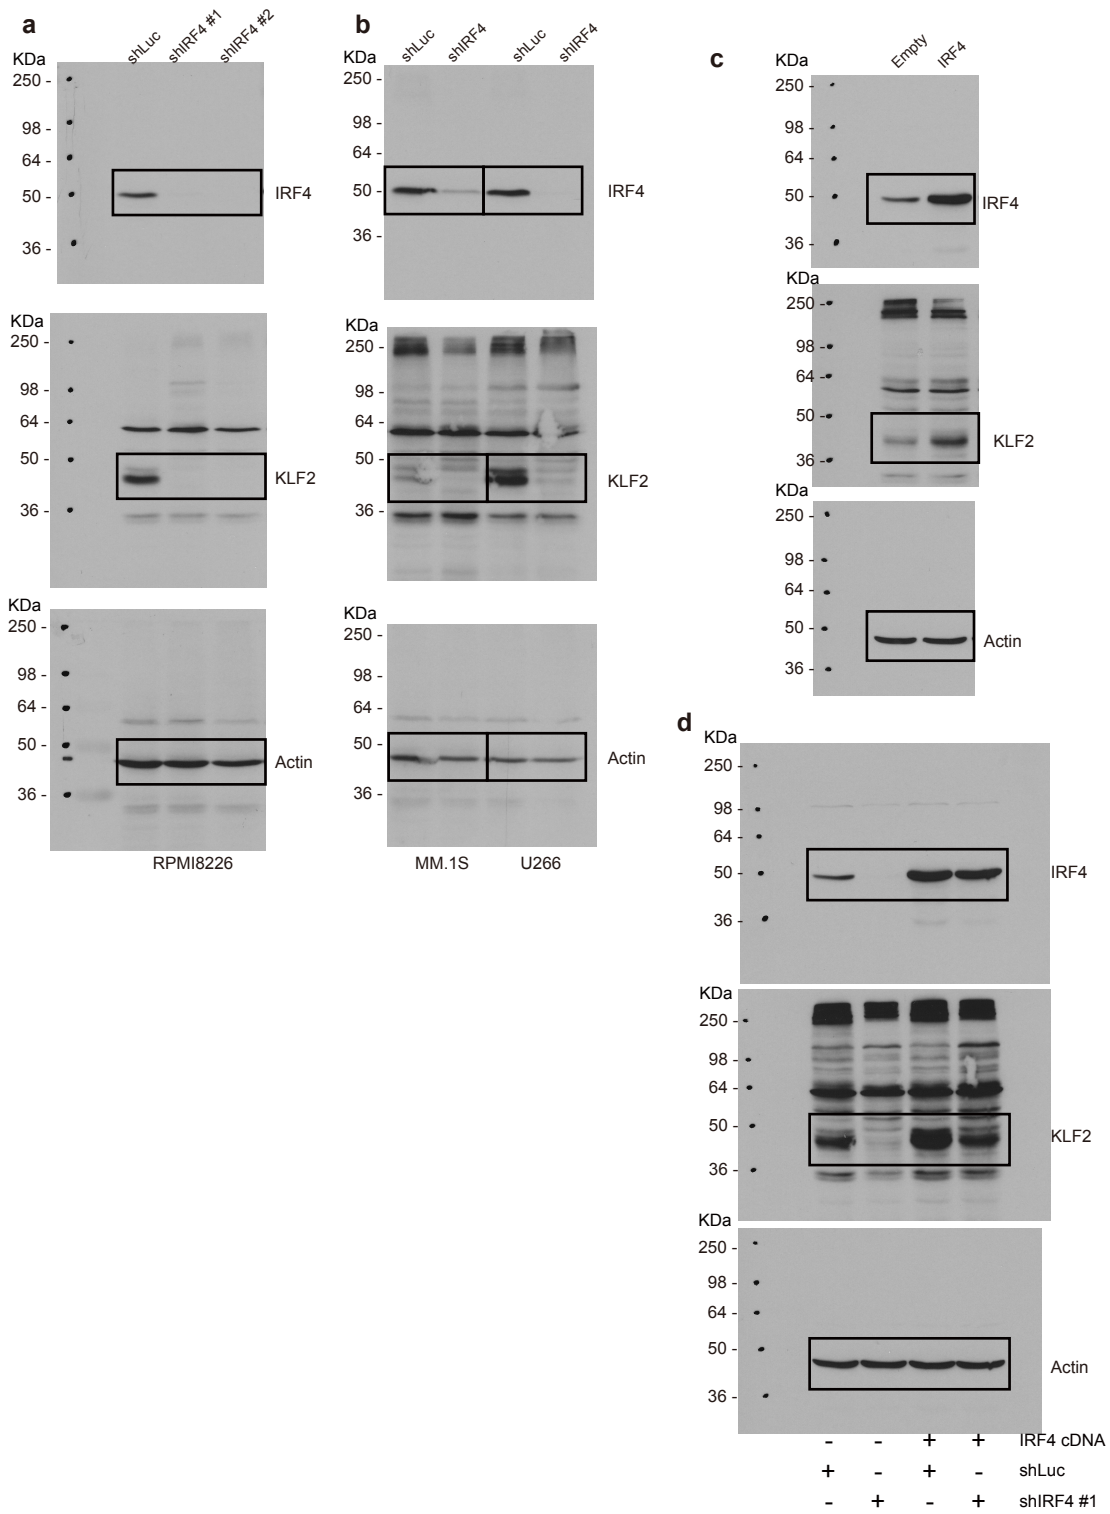 a
shLuc
shIRF4 #1
shIRF4 #2
KDa
250 -
98 -
64 -
50 -
36 -
IRF4
KDa
250 -
98 -
64 -
50 -
36 -
KLF2
KDa
250 -
98 -
64 -
50 -
36 -
Actin
RPMI8226
b
shLuc
shIRF4
shLuc
shIRF4
KDa
250 -
98 -
64 -
50 -
36 -
IRF4
KDa
250 -
98 -
64 -
50 -
36 -
KLF2
KDa
250 -
98 -
64 -
50 -
36 -
Actin
MM.1S U266
c
Empty
IRF4
KDa
250 -
98 -
64 -
50 -
36 -
IRF4
KDa
250 -
98 -
64 -
50 -
36 -
KLF2
KDa
250 -
98 -
64 -
50 -
36 -
Actin
d
KDa
250 -
98 -
64 -
50 -
36 -
IRF4
KDa
250 -
98 -
64 -
50 -
36 -
KLF2
KDa
250 -
98 -
64 -
50 -
36 -
Actin
- - + + IRF4 cDNA
+ - + - shLuc
- + - + shIRF4 #1